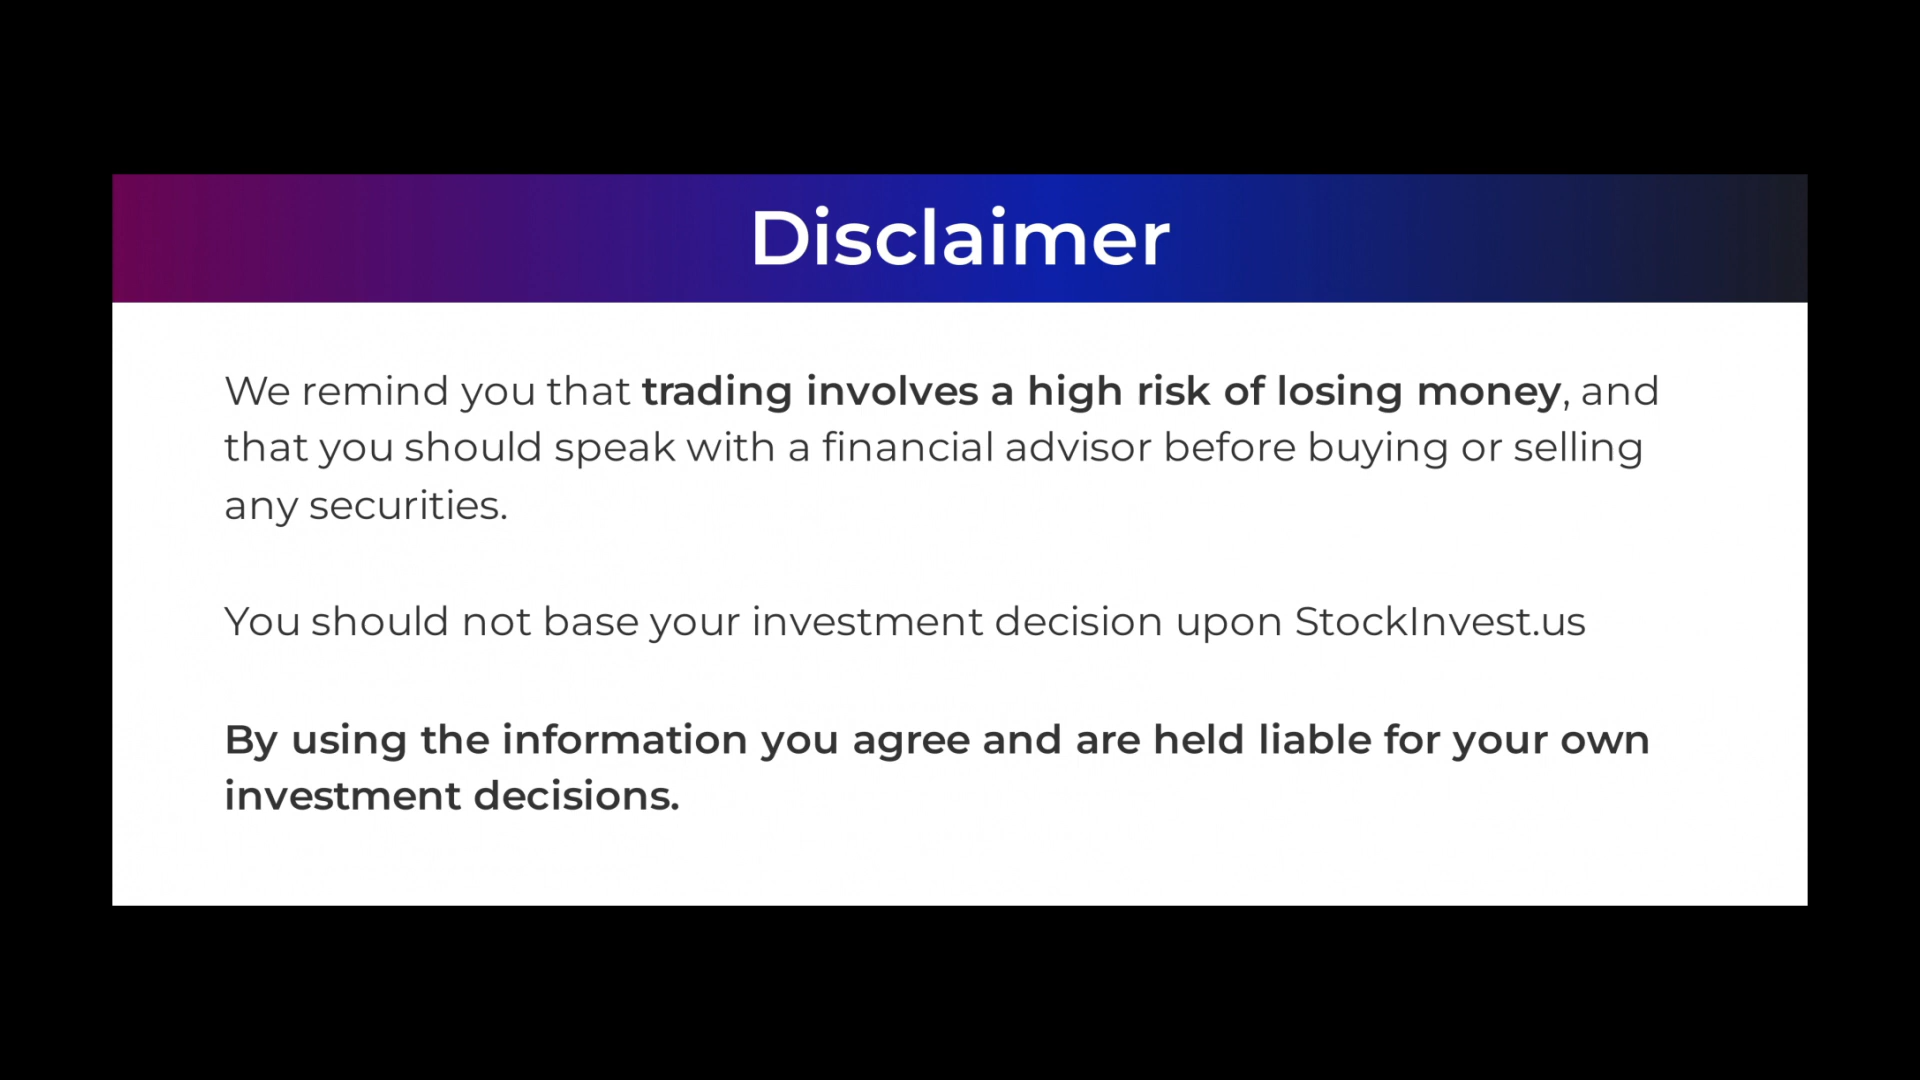 Disclaimer
We remind you that trading involves a high risk of losing money, and
that you should speak with a financial advisor before buying or selling
any securities.
You should not base your investment decision upon StockInvest.us
By using the information you agree and are held liable for your own
investment decisions.